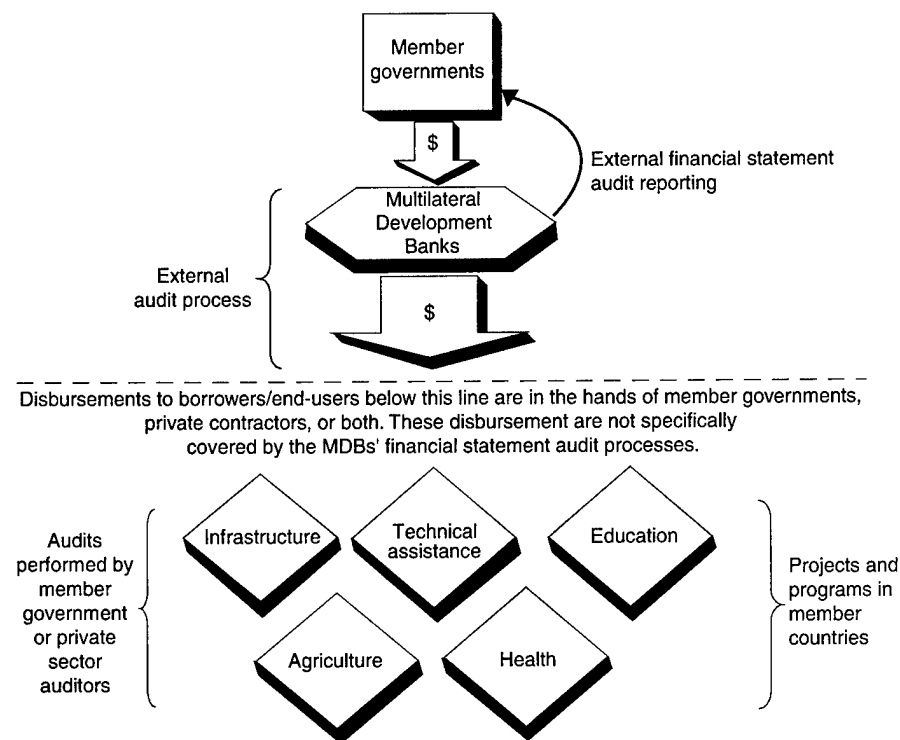 Member
governments
$
External financial statement
audit reporting
Multilateral
Development
Banks
External
audit process
$
Disbursements to borrowers/end-users below this line are in the hands of member governments,
private contractors, or both. These disbursement are not specifically
covered by the MDBs' financial statement audit processes.
Infrastructure
Technical
assistance
Education
Audits
performed by
member
government
or private
sector
auditors
Projects and
programs in
member
countries
Agriculture
Health